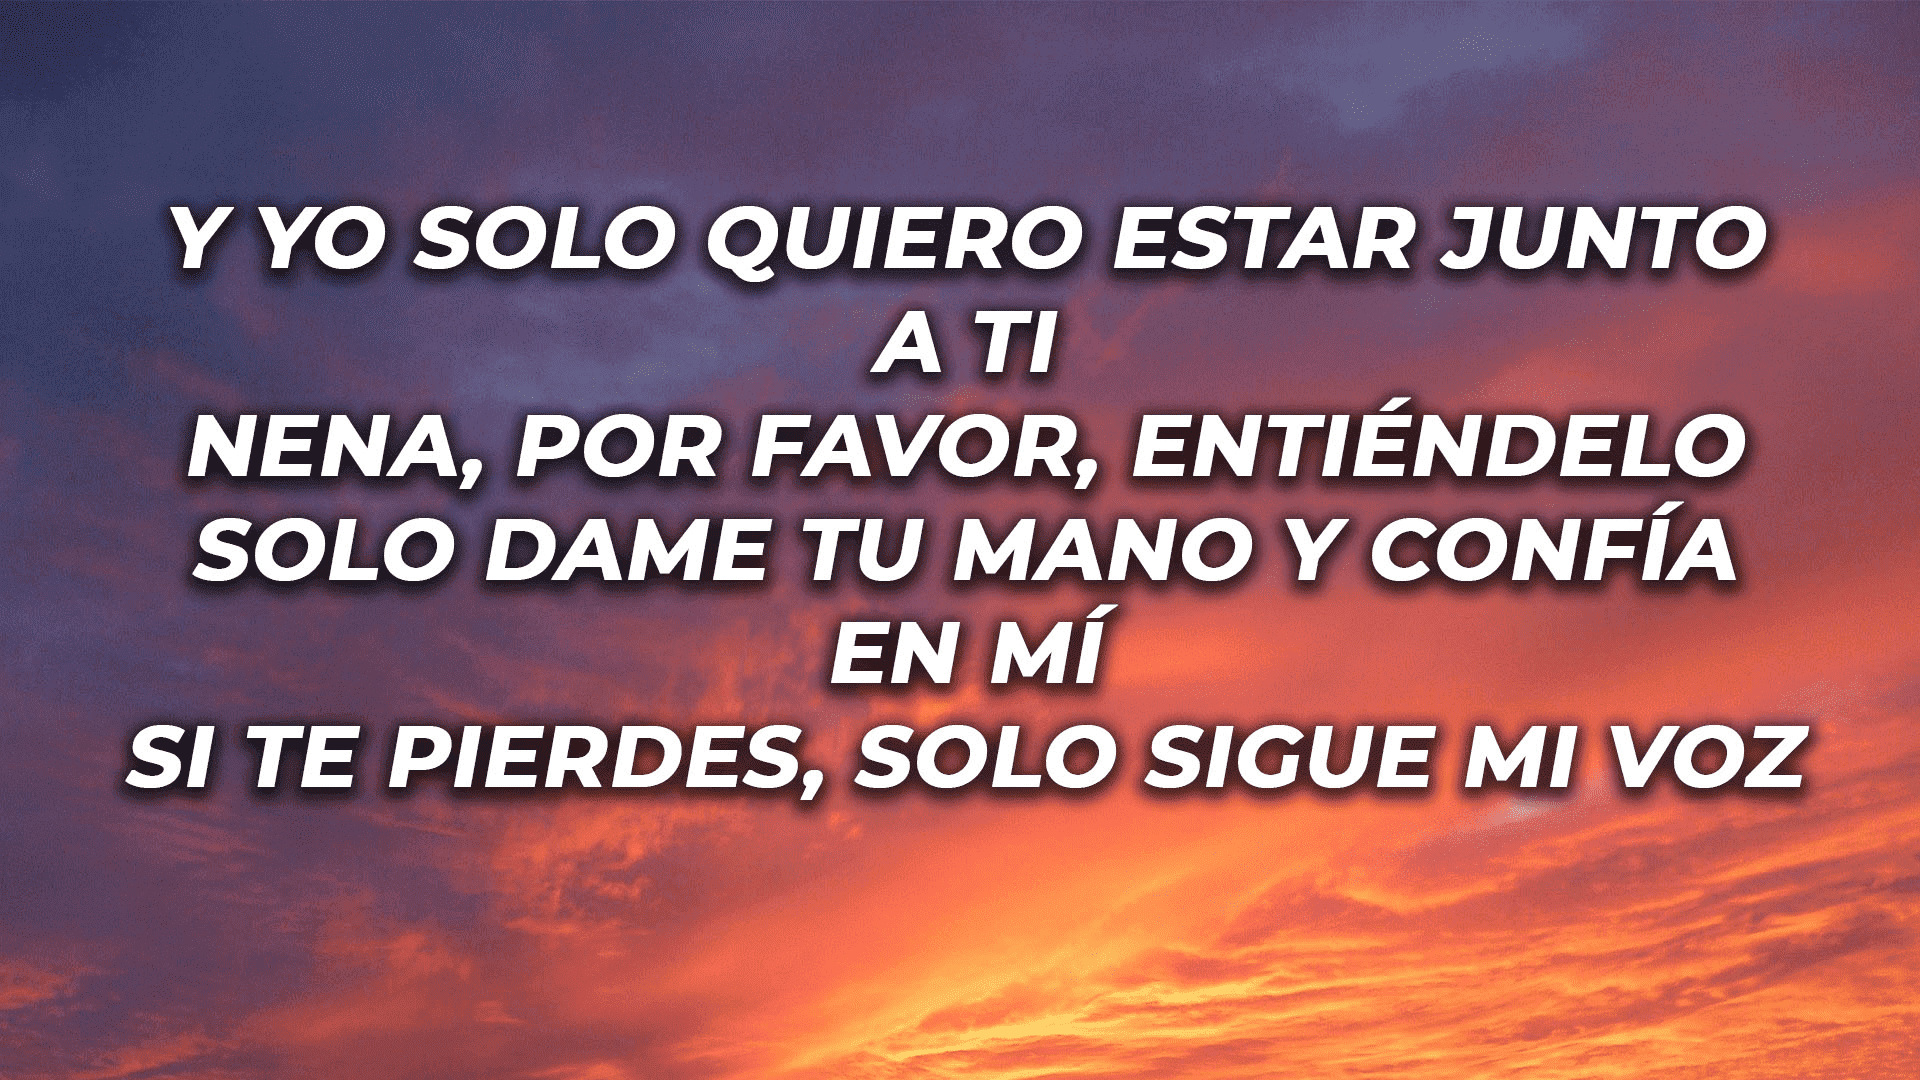 Y YO SOLO QUIERO ESTAR JUNTO
A TI
NENA, POR FAVOR, ENTIÉNDELO
SOLO DAME TU MANO Y CONFÍA
EN MÍ
SI TE PIERDES, SOLO SIGUE MI VOZ